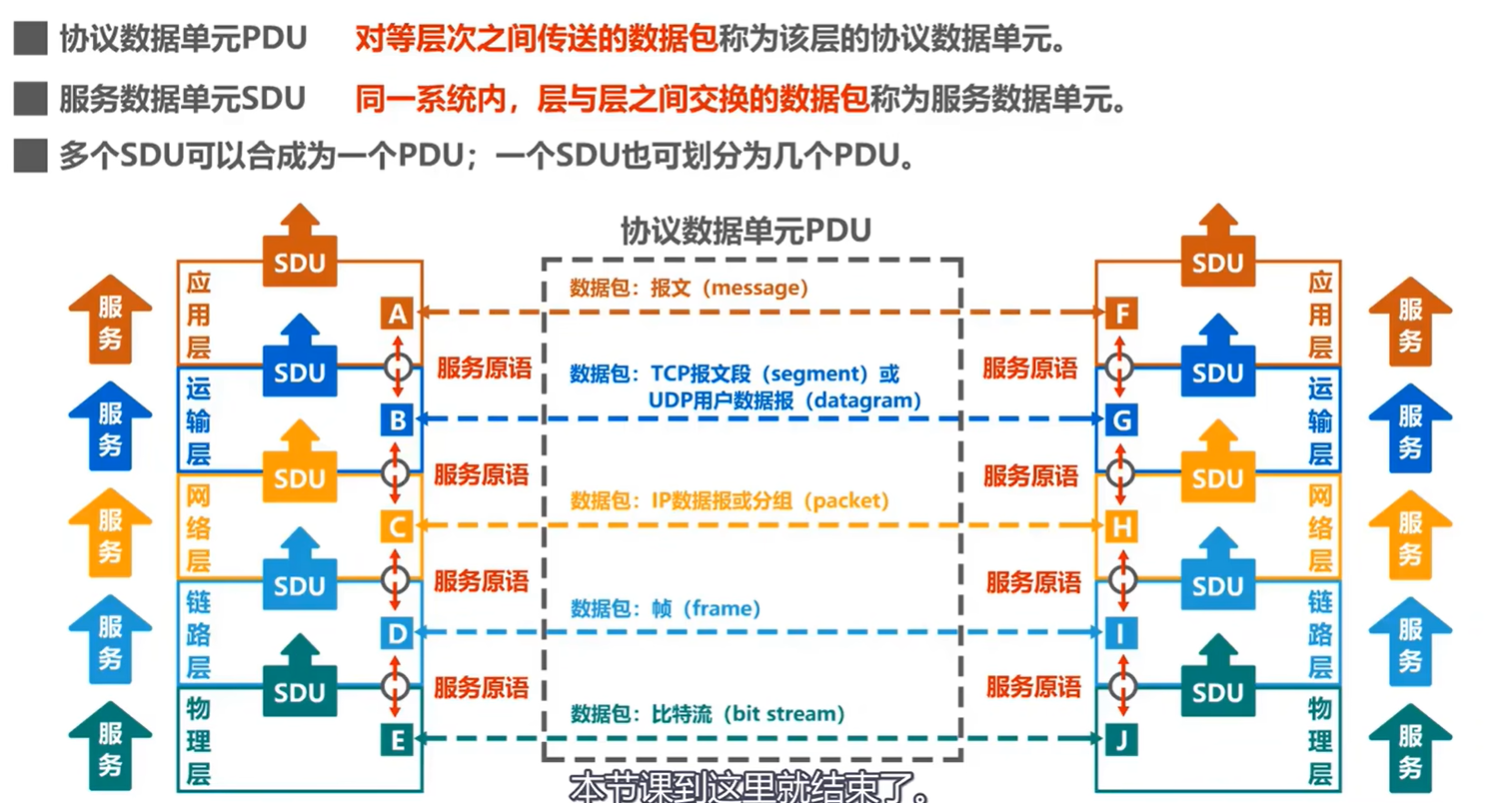 协议数据单元PDU 对等层次之间传送的数据包称为该层的协议数据单元。
服务数据单元SDU 同一系统内，层与层之间交换的数据包称为服务数据单元。
多个SDU可以合成为一个PDU；一个SDU也可划分为几个PDU。
协议数据单元PDU
服务
应用层
SDU
A
数据包：报文（message）
F
SDU
应用层
服务
服务原语
服务原语
服务
运输层
SDU
B
数据包：TCP报文段（segment）或
UDP用户数据报（datagram）
G
SDU
运输层
服务
服务原语
服务原语
服务
网络层
SDU
C
数据包：IP数据报或分组（packet）
H
SDU
网络层
服务
服务原语
服务原语
服务
链路层
SDU
D
数据包：帧（frame）
I
SDU
链路层
服务
服务原语
服务原语
服务
物理层
SDU
E
数据包：比特流（bit stream）
J
SDU
物理层
服务
本节课到这里就结束了。